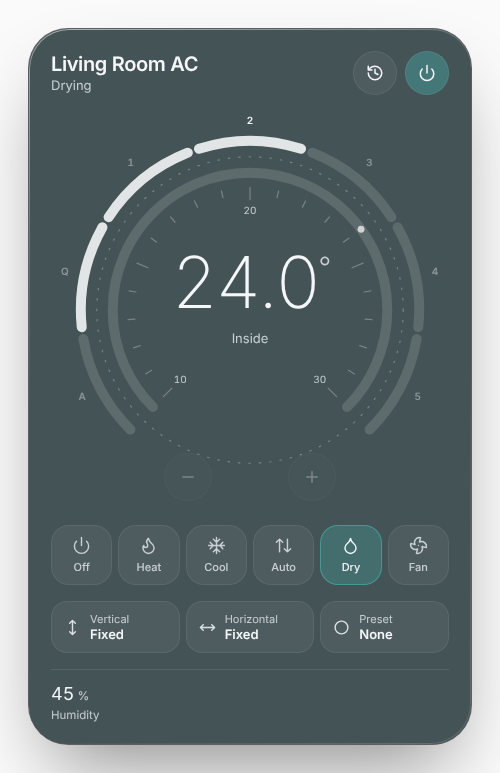 Living Room AC
Drying
2
1
3
20
Q
4
24.0°
Inside
10
30
A
5
Off
Heat
Cool
Auto
Dry
Fan
Vertical
Fixed
Horizontal
Fixed
Preset
None
45 %
Humidity